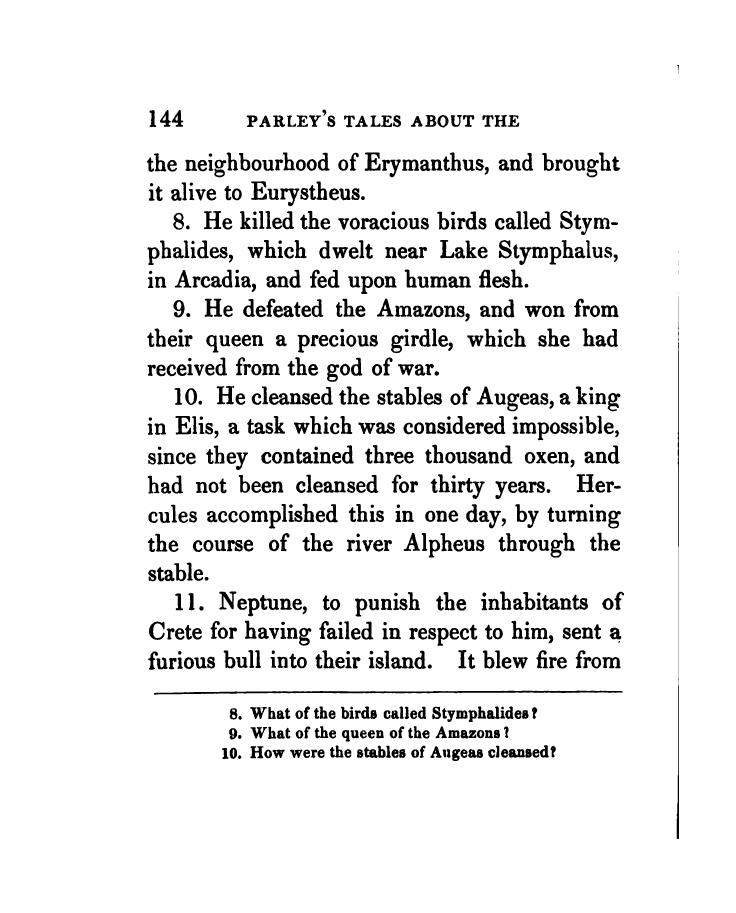 144 PARLEY'S TALES ABOUT THE
the neighbourhood of Erymanthus, and brought
it alive to Eurystheus.
8. He killed the voracious birds called Stym-
phalides, which dwelt near Lake Stymphalus,
in Arcadia, and fed upon human flesh.
9. He defeated the Amazons, and won from
their queen a precious girdle, which she had
received from the god of war.
10. He cleansed the stables of Augeas, a king
in Elis, a task which was considered impossible,
since they contained three thousand oxen, and
had not been cleansed for thirty years. Her-
cules accomplished this in one day, by turning
the course of the river Alpheus through the
stable.
11. Neptune, to punish the inhabitants of
Crete for having failed in respect to him, sent a
furious bull into their island. It blew fire from
8. What of the birds called Stymphalides?
9. What of the queen of the Amazons?
10. How were the stables of Augeas cleansed?